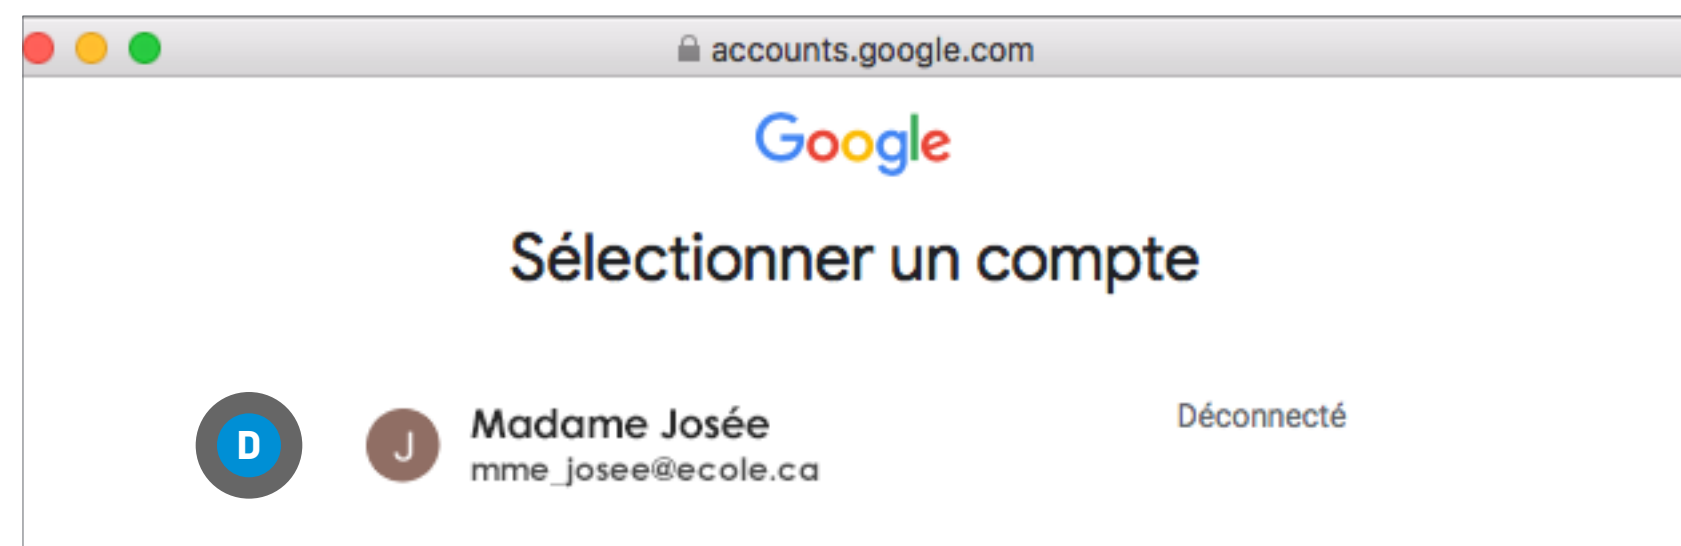 accounts.google.com
Google
Sélectionner un compte
D
J
Madame Josée
Déconnecté
mme_josee@ecole.ca